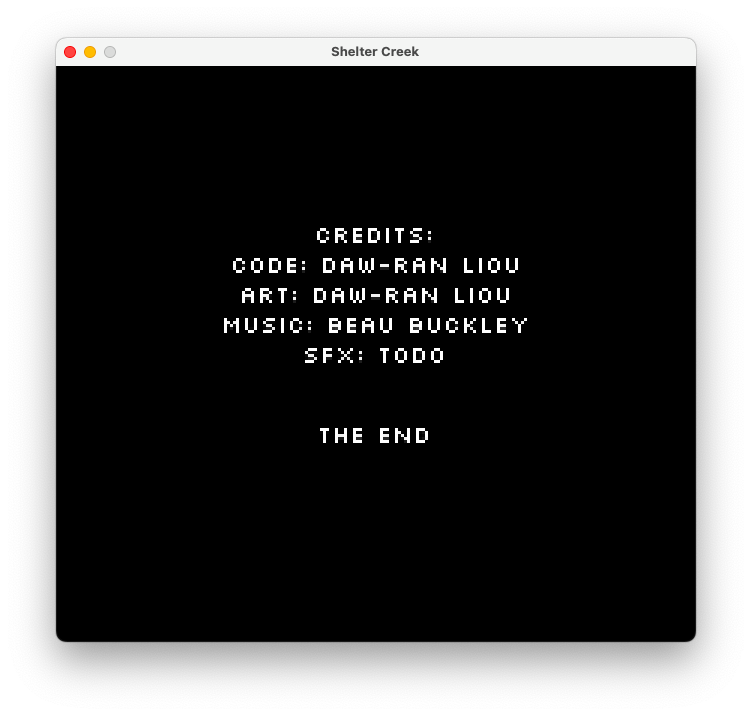 Shelter Creek
CREDITS:
CODE: DAW-RAN LIOU
ART: DAW-RAN LIOU
MUSIC: BEAU BUCKLEY
SFX: TODO
THE END